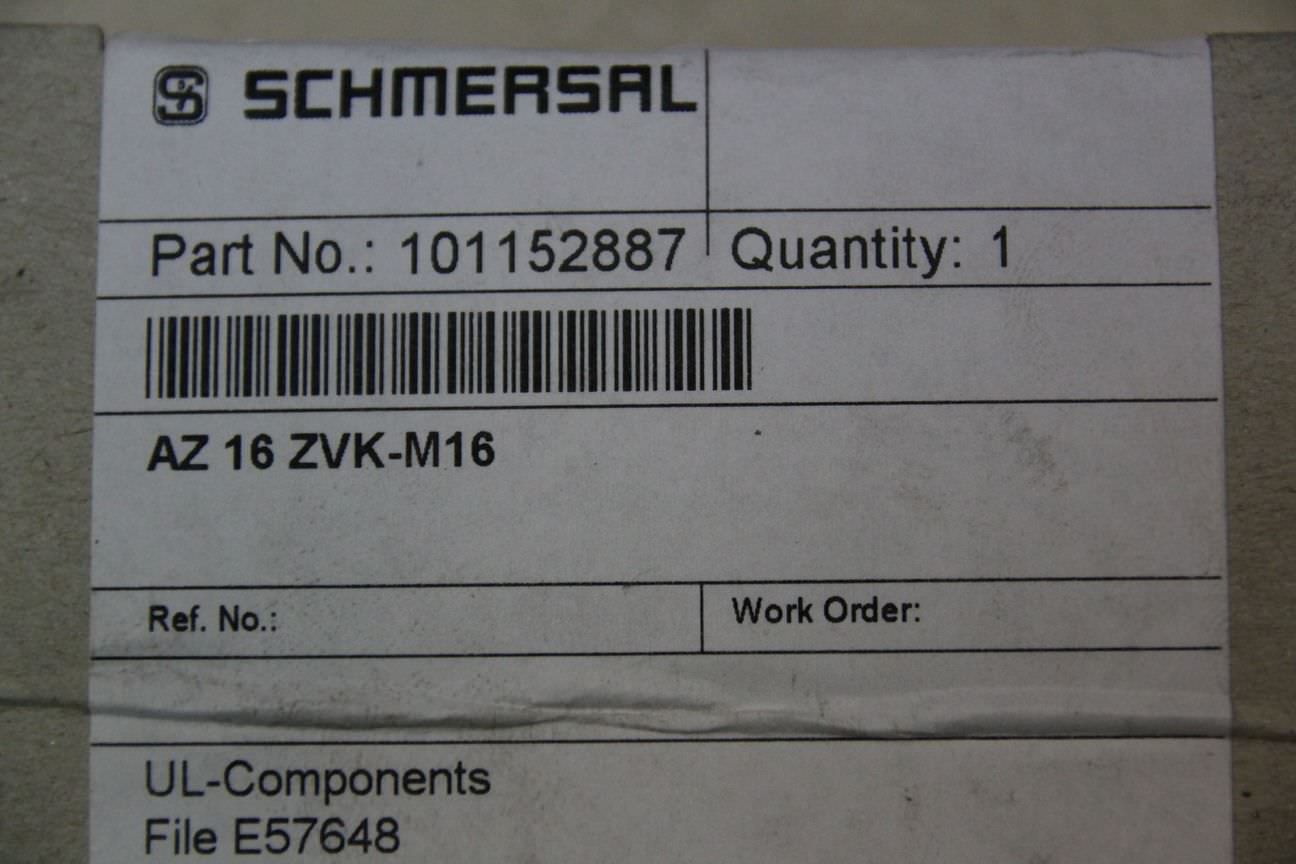 SCHMERSAL
Part No.: 101152887 Quantity: 1
AZ 16 ZVK-M16
Ref. No.: Work Order:
UL-Components
File E57648